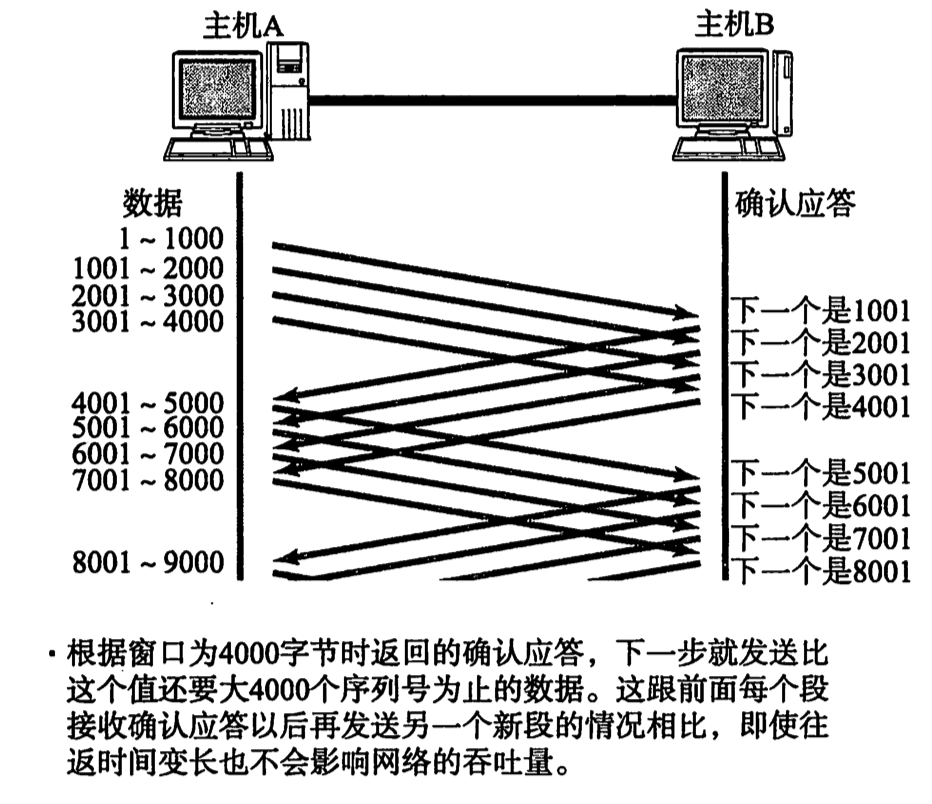 主机A
主机B
数据
确认应答
1～1000
1001～2000
2001～3000
3001～4000
下一个是1001
下一个是2001
下一个是3001
下一个是4001
4001～5000
5001～6000
6001～7000
7001～8000
下一个是5001
下一个是6001
下一个是7001
下一个是8001
8001～9000
·根据窗口为4000字节时返回的确认应答，下一步就发送比
这个值还要大4000个序列号为止的数据。这跟前面每个段
接收确认应答以后再发送另一个新段的情况相比，即使往
返时间变长也不会影响网络的吞吐量。